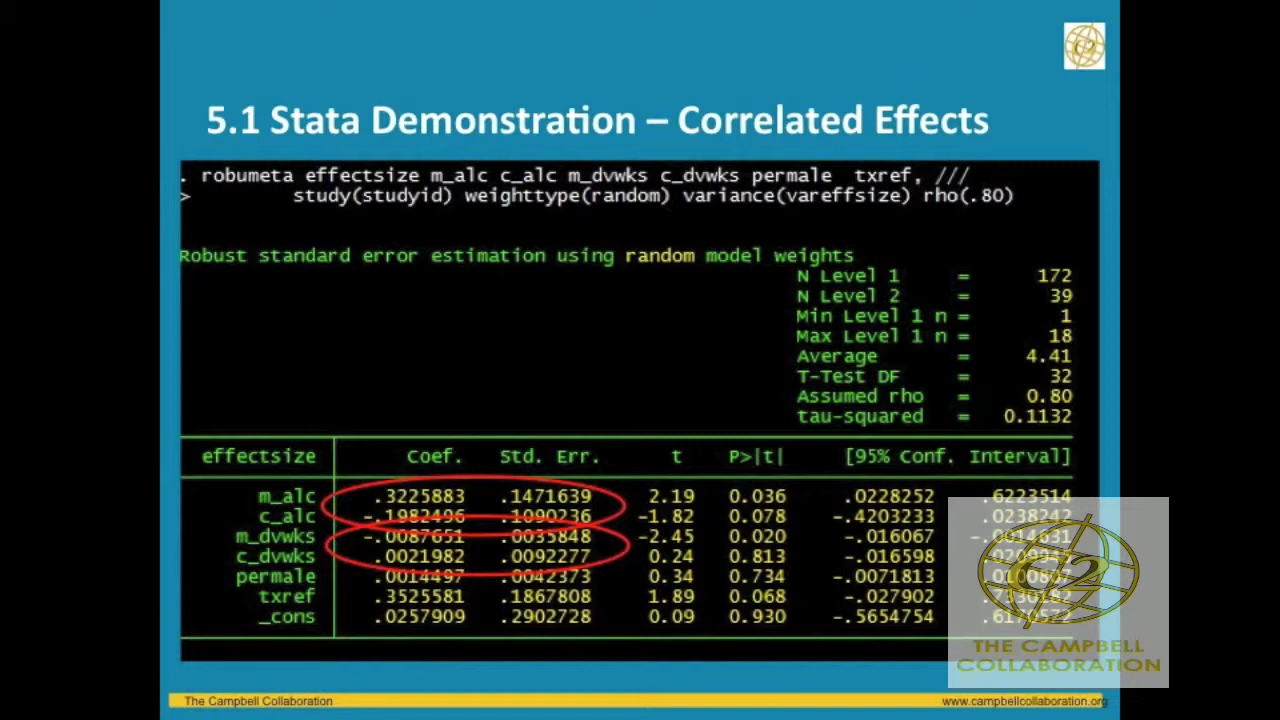 5.1 Stata Demonstration – Correlated Effects
. robumeta effectsize m_alc c_alc m_dvwks c_dvwks permale txref, ///
> study(studyid) weighttype(random) variance(vareffsize) rho(.80)
Robust standard error estimation using random model weights
N Level 1 = 172
N Level 2 = 39
Min Level 1 n = 1
Max Level 1 n = 18
Average = 4.41
T-Test DF = 32
Assumed rho = 0.80
tau-squared = 0.1132
effectsize Coef. Std. Err. t P>|t| [95% Conf. Interval]
m_alc .3225883 .1471639 2.19 0.036 .0228252 .6223514
c_alc -.1982496 .1090236 -1.82 0.078 -.4203233 .0238242
m_dvwks -.0087651 .0035848 -2.45 0.020 -.016067 -.0014631
c_dvwks .0021982 .0092277 0.24 0.813 -.016598
permale .0014497 .0042373 0.34 0.734 -.0071813
txref .3525581 .1867808 1.89 0.068 -.027902
_cons .0257909 .2902728 0.09 0.930 -.5654754
THE CAMPBELL
COLLABORATION
The Campbell Collaboration www.campbellcollaboration.org